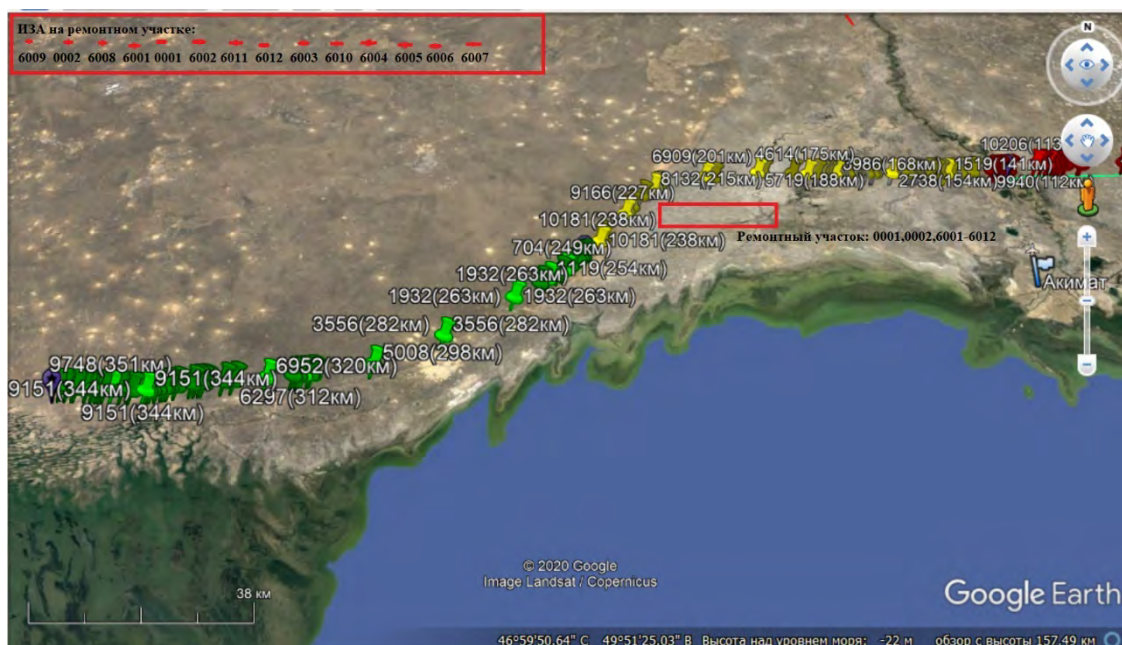 ИЗА на ремонтном участке:
6009 0002 6008 6001 0001 6002 6011 6012 6003 6010 6004 6005 6006 6007
N
10206(113
6909(201км)
4614(175км)
3986(168км)
1519(141км)
8132(215км)
5719(188км)
2738(154км)
9940(112км)
9166(227км)
10181(238км)
10181(238км)
Ремонтный участок: 0001,0002,6001-6012
704(249км)
1119(254км)
1932(263км)
Акимат
1932(263км)
1932(263км)
3556(282км)
3556(282км)
5008(298км)
9748(351км)
6952(320км)
9151(344км)
9151(344км)
6297(312км)
9151(344км)
© 2020 Google
Image Landsat / Copernicus
38 км
Google Earth
46°59'50.64" С 49°51'25.03" В Высота над уровнем моря: -22 м обзор с высоты 157.49 км